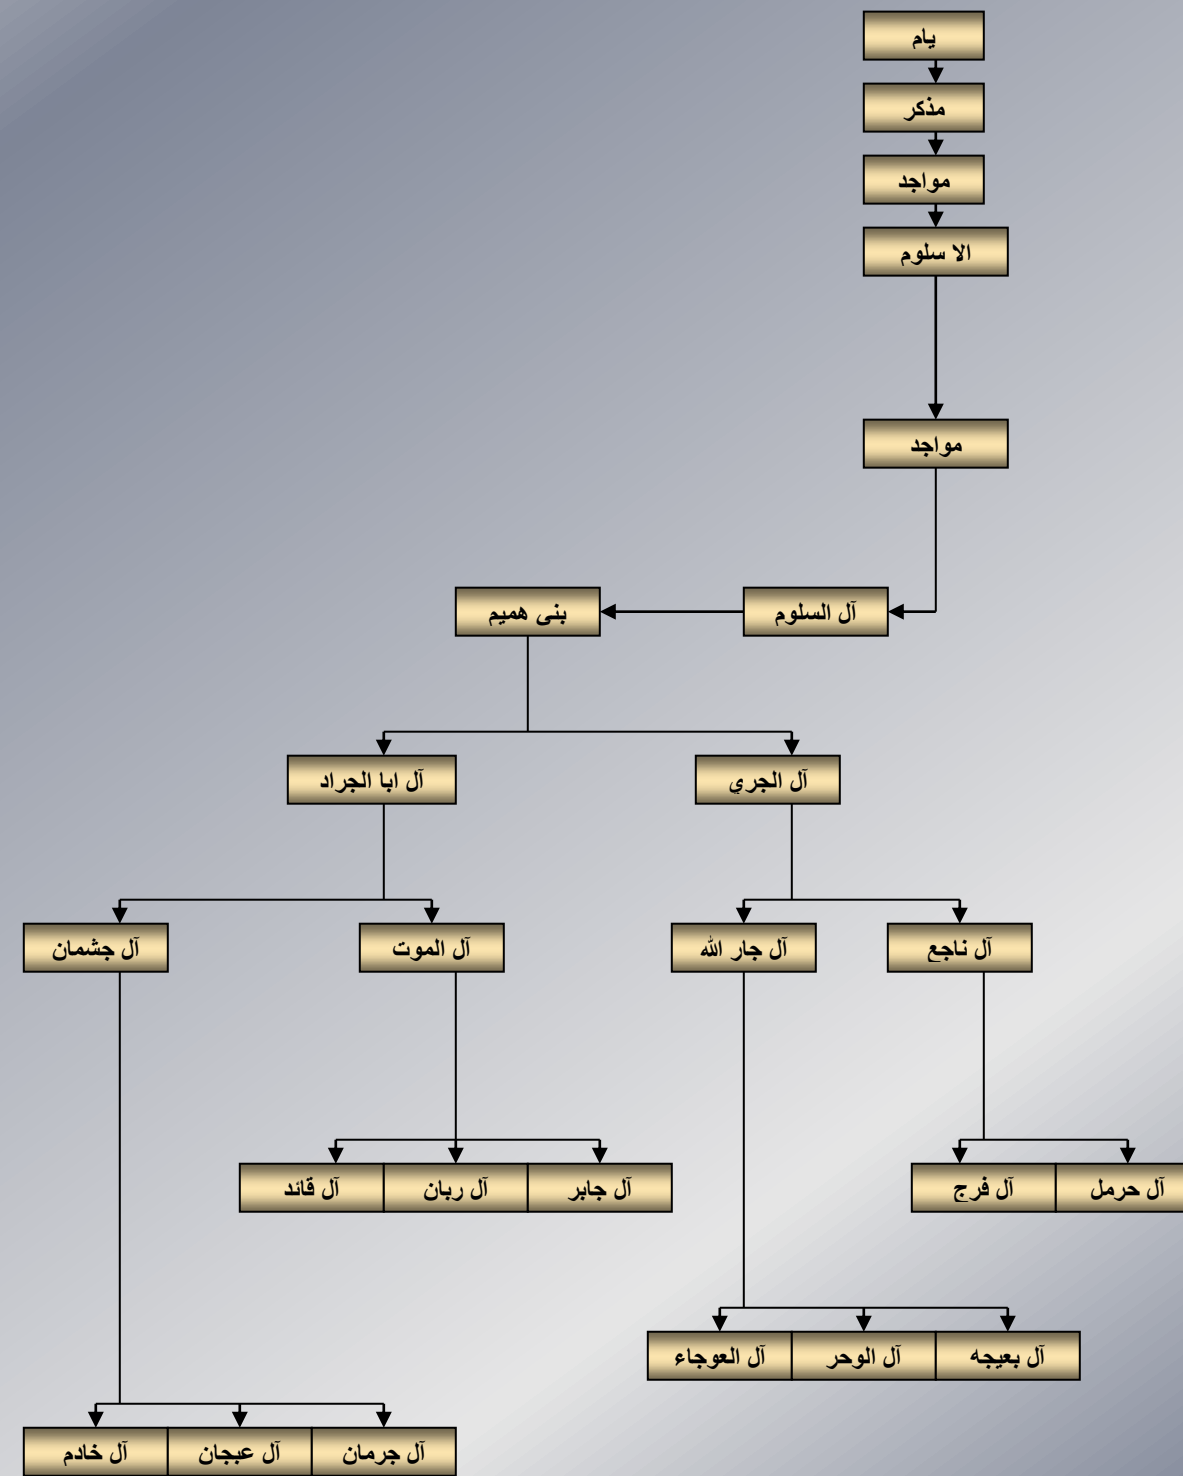 يام
مذكر
مواجد
الا سلوم
مواجد
آل السلوم
بنى هميم
آل الجري
آل ابا الجراد
آل ناجع
آل جار الله
آل الموت
آل جشمان
آل حرمل
آل فرج
آل جابر
آل ربان
آل قائد
آل بعيجه
آل الوحر
آل العوجاء
آل جرمان
آل عبجان
آل خادم